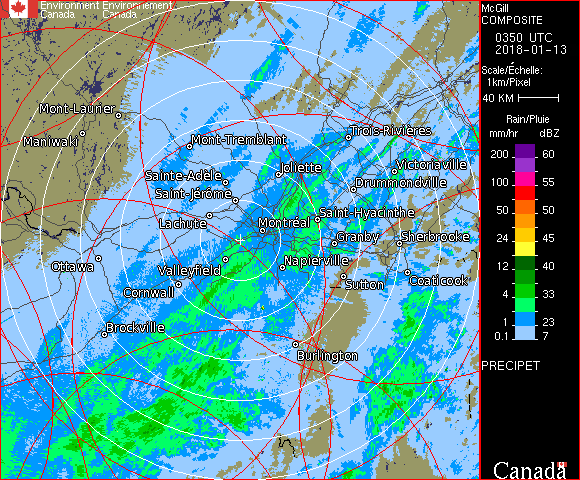 Environment Environnement
Canada Canada
McGill
COMPOSITE
0350 UTC
2018-01-13
Scale/Échelle:
1km/Pixel
40 KM
Rain/Pluie
mm/hr dBZ
200 60
100 55
50 50
24 45
12 40
4 33
1 23
0.1 7
PRECIPET
Canada
Mont-Laurier
Maniwaki
Mont-Tremblant
Trois-Rivières
Sainte-Adèle
Joliette
Victoriaville
Saint-Jérôme
Drummondville
Lachute
Montréal
Saint-Hyacinthe
Granby
Sherbrooke
Ottawa
Valleyfield
Napierville
Cornwall
Sutton
Coaticook
Brockville
Burlington